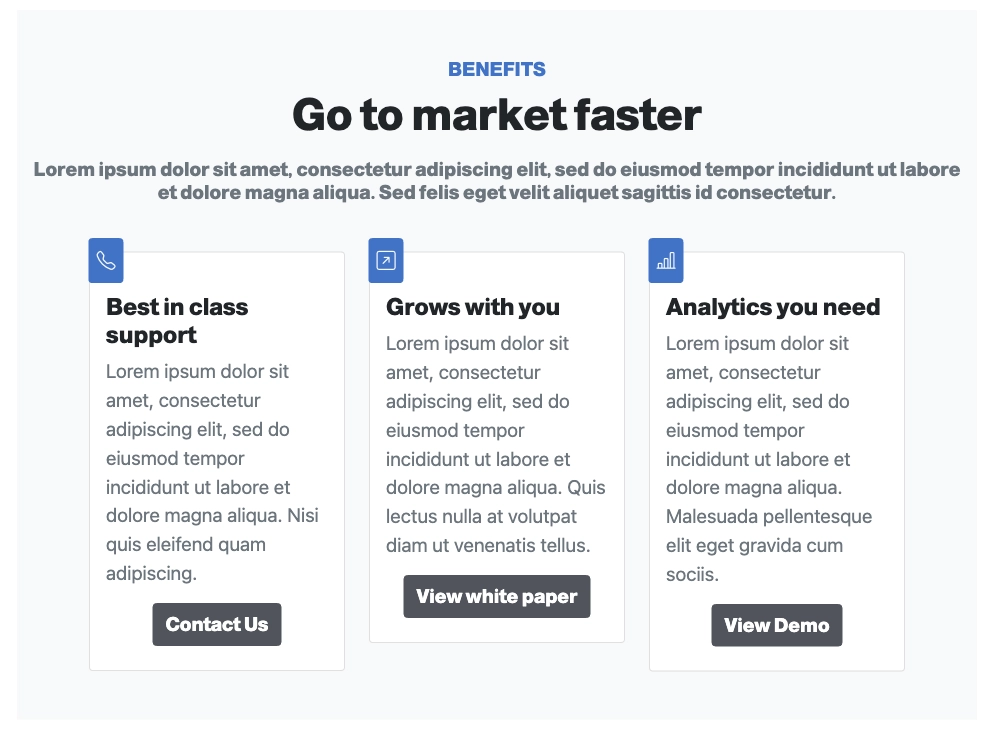 BENEFITS
Go to market faster
Lorem ipsum dolor sit amet, consectetur adipiscing elit, sed do eiusmod tempor incididunt ut labore
et dolore magna aliqua. Sed felis eget velit aliquet sagittis id consectetur.
Best in class
support
Lorem ipsum dolor sit
amet, consectetur
adipiscing elit, sed do
eiusmod tempor
incididunt ut labore et
dolore magna aliqua. Nisi
quis eleifend quam
adipiscing.
Contact Us
Grows with you
Lorem ipsum dolor sit
amet, consectetur
adipiscing elit, sed do
eiusmod tempor
incididunt ut labore et
dolore magna aliqua. Quis
lectus nulla at volutpat
diam ut venenatis tellus.
View white paper
Analytics you need
Lorem ipsum dolor sit
amet, consectetur
adipiscing elit, sed do
eiusmod tempor
incididunt ut labore et
dolore magna aliqua.
Malesuada pellentesque
elit eget gravida cum
sociis.
View Demo